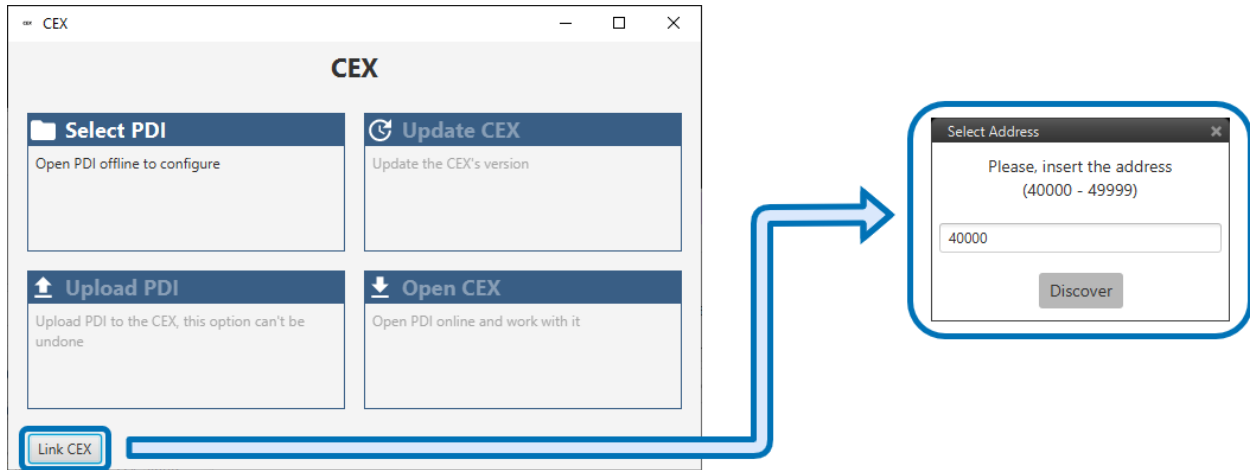 CEX
CEX
Select PDI
Open PDI offline to configure
Update CEX
Update the CEX's version
Upload PDI
Upload PDI to the CEX, this option can't be
undone
Open CEX
Open PDI online and work with it
Link CEX
Select Address
Please, insert the address
(40000 - 49999)
40000
Discover